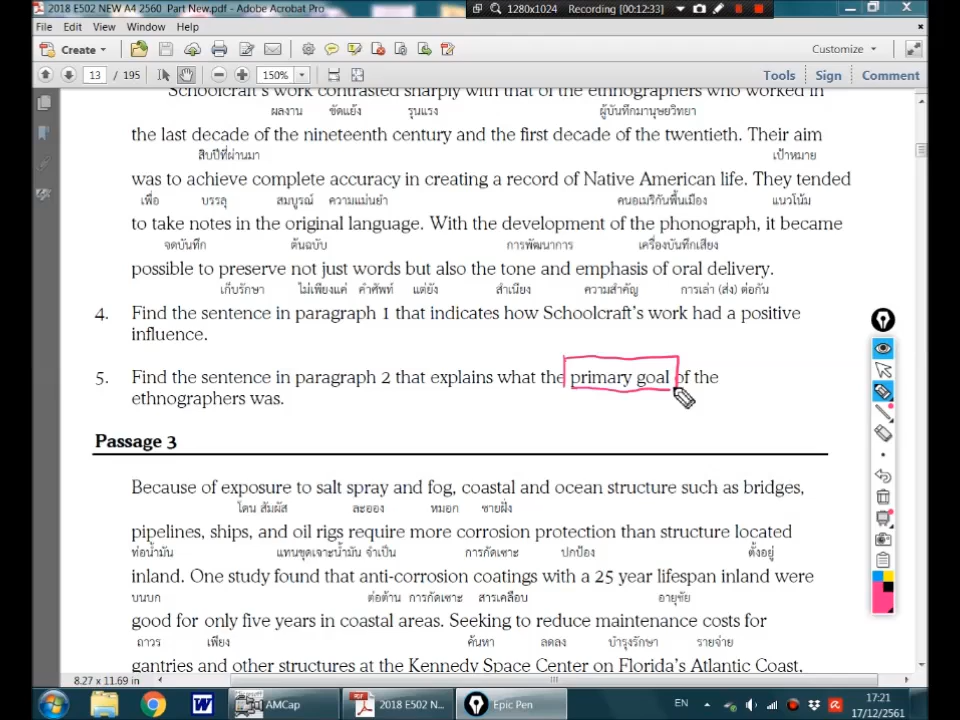 2018 E502 NEW A4 2560 Part New.pdf - Adobe Acrobat Pro
1280x1024 Recording [00:12:33]
File Edit View Window Help
Create
Customize
13 / 195
150%
Tools Sign Comment
Schoolcraft's work contrasted sharply with that of the ethnographers who worked in
ผลงาน ขัดแย้ง รุนแรง ผู้บันทึกมานุษยวิทยา
the last decade of the nineteenth century and the first decade of the twentieth. Their aim
สิบปีที่ผ่านมา เป้าหมาย
was to achieve complete accuracy in creating a record of Native American life. They tended
เพื่อ บรรลุ สมบูรณ์ ความแม่นยำ คนอเมริกันพื้นเมือง แนวโน้ม
to take notes in the original language. With the development of the phonograph, it became
จดบันทึก ต้นฉบับ การพัฒนาการ เครื่องบันทึกเสียง
possible to preserve not just words but also the tone and emphasis of oral delivery.
เก็บรักษา ไม่เพียงแค่ คำศัพท์ แต่ยัง สำเนียง ความสำคัญ การเล่า (ส่ง) ต่อกัน
4. Find the sentence in paragraph 1 that indicates how Schoolcraft's work had a positive
influence.
5. Find the sentence in paragraph 2 that explains what the primary goal of the
ethnographers was.
Passage 3
Because of exposure to salt spray and fog, coastal and ocean structure such as bridges,
โดน สัมผัส ละออง หมอก ชายฝั่ง
pipelines, ships, and oil rigs require more corrosion protection than structure located
ท่อน้ำมัน แทนขุดเจาะน้ำมัน จำเป็น การกัดเซาะ ปกป้อง ตั้งอยู่
inland. One study found that anti-corrosion coatings with a 25 year lifespan inland were
บนบก ต่อต้าน การกัดเซาะ สารเคลือบ อายุขัย
good for only five years in coastal areas. Seeking to reduce maintenance costs for
ถาวร เพียง ค้นหา ลดลง บำรุงรักษา รายจ่าย
gantries and other structures at the Kennedy Space Center on Florida's Atlantic Coast,
8.27 x 11.69 in
AMCap
2018 E502 N...
Epic Pen
EN
17:21
17/12/2561